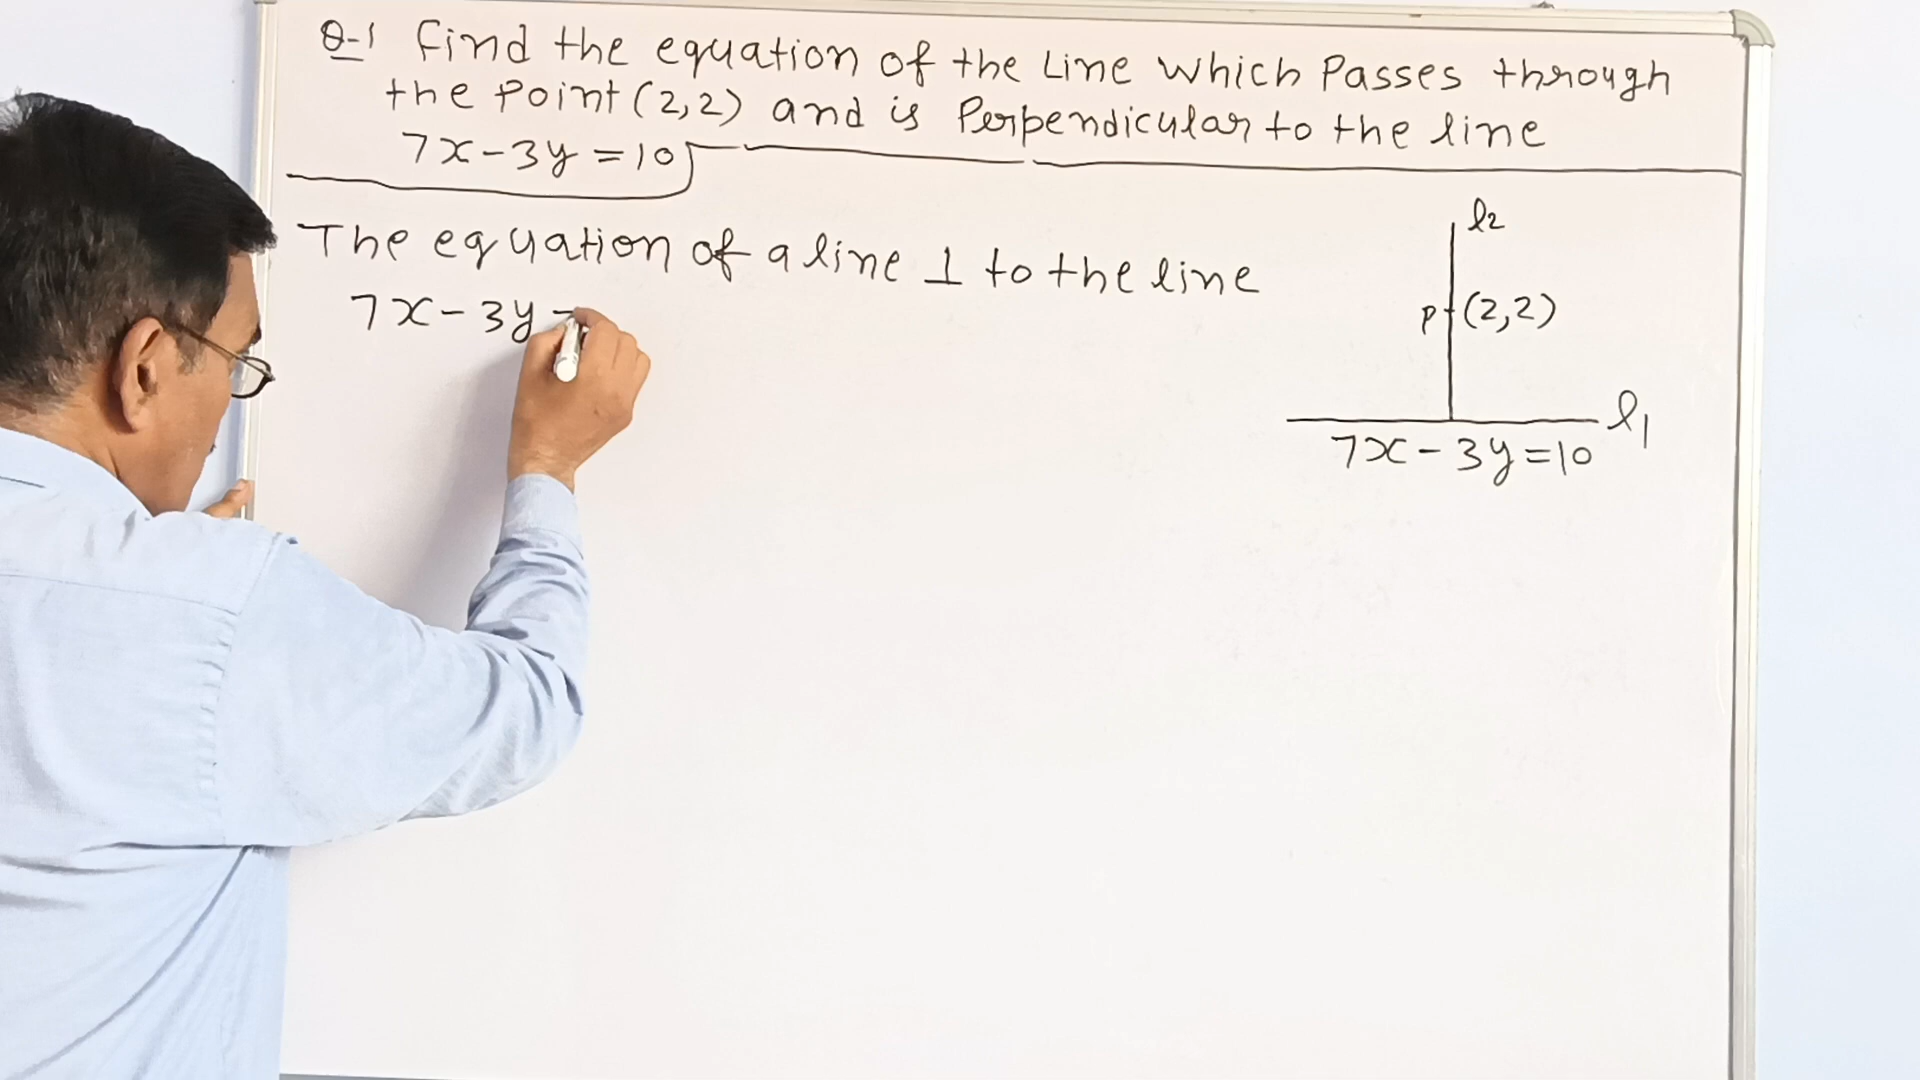 Q-1 Find the equation of the Line which Passes through
the Point (2,2) and is Perpendicular to the line
7x-3y=10
The equation of a line ⊥ to the line
7x-3y=
l2
P (2,2)
l1
7x-3y=10